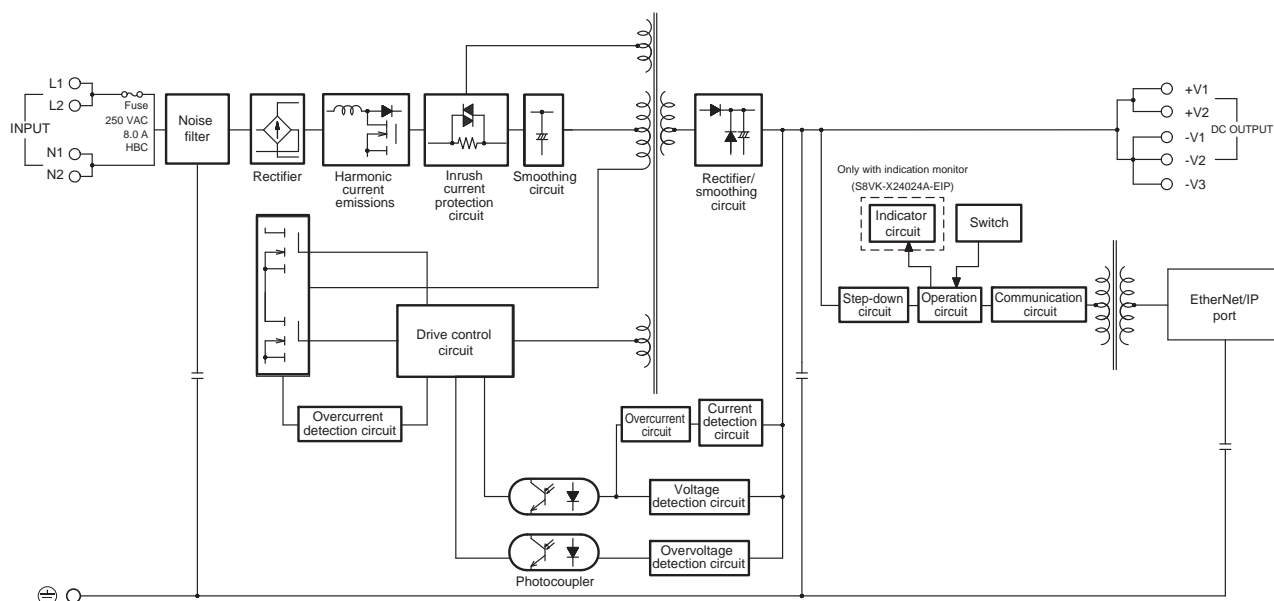 L1
L2
INPUT
N1
N2
Fuse
250 VAC
8.0 A
HBC
Noise
filter
Rectifier
Harmonic
current
emissions
Inrush
current
protection
circuit
Smoothing
circuit
Rectifier/
smoothing
circuit
+V1
+V2
-V1
-V2
-V3
DC OUTPUT
Only with indication monitor
(S8VK-X24024A-EIP)
Indicator
circuit
Switch
Step-down
circuit
Operation
circuit
Communication
circuit
EtherNet/IP
port
Drive control
circuit
Overcurrent
detection circuit
Overcurrent
circuit
Current
detection
circuit
Voltage
detection circuit
Overvoltage
detection circuit
Photocoupler